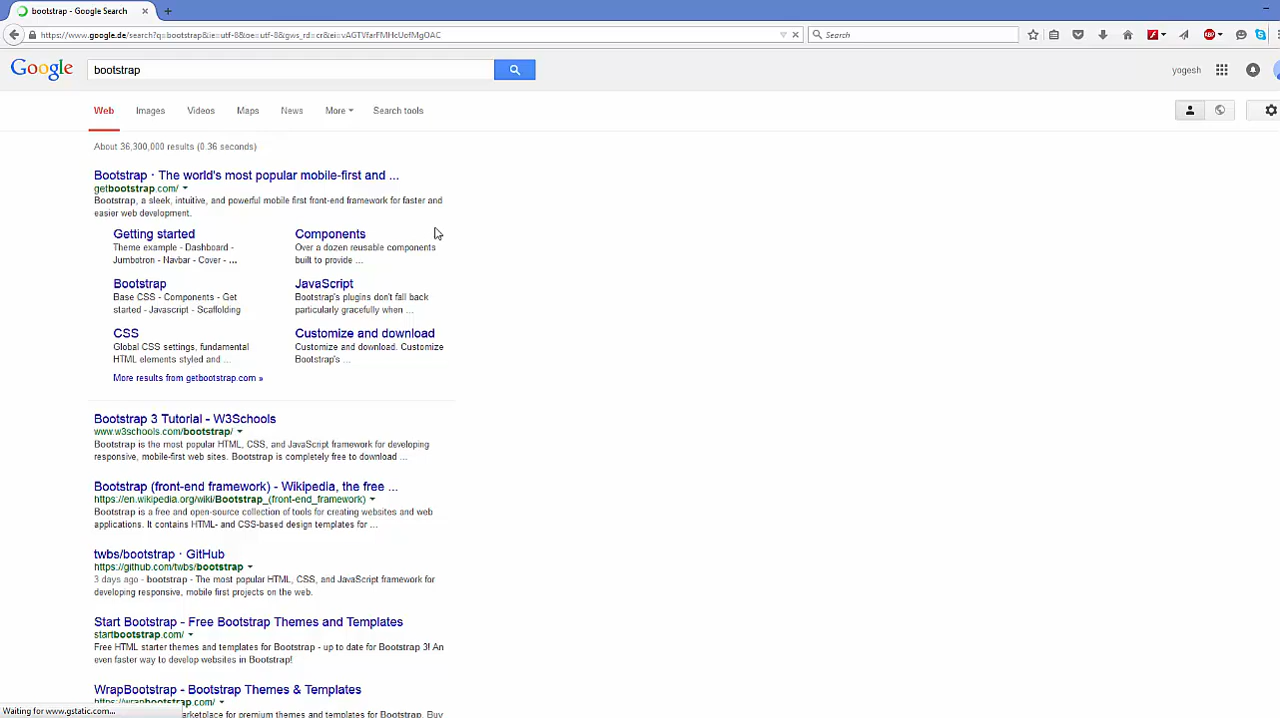 bootstrap - Google Search
https://www.google.de/search?q=bootstrap&ie=utf-8&oe=utf-8&gws_rd=cr&ei=vAGTVfarFMHcUofMgOAC
Search
Google
bootstrap
yogesh
Web Images Videos Maps News More Search tools
About 36,300,000 results (0.36 seconds)
Bootstrap · The world's most popular mobile-first and ...
getbootstrap.com/
Bootstrap, a sleek, intuitive, and powerful mobile first front-end framework for faster and
easier web development.
Getting started
Theme example - Dashboard -
Jumbotron - Navbar - Cover - ...
Components
Over a dozen reusable components
built to provide ...
Bootstrap
Base CSS - Components - Get
started - Javascript - Scaffolding
JavaScript
Bootstrap's plugins don't fall back
particularly gracefully when ...
CSS
Global CSS settings, fundamental
HTML elements styled and ...
Customize and download
Customize and download. Customize
Bootstrap's ...
More results from getbootstrap.com »
Bootstrap 3 Tutorial - W3Schools
www.w3schools.com/bootstrap/
Bootstrap is the most popular HTML, CSS, and JavaScript framework for developing
responsive, mobile-first web sites. Bootstrap is completely free to download ...
Bootstrap (front-end framework) - Wikipedia, the free ...
https://en.wikipedia.org/wiki/Bootstrap_(front-end_framework)
Bootstrap is a free and open-source collection of tools for creating websites and web
applications. It contains HTML- and CSS-based design templates for ...
twbs/bootstrap · GitHub
https://github.com/twbs/bootstrap
3 days ago - bootstrap - The most popular HTML, CSS, and JavaScript framework for
developing responsive, mobile first projects on the web.
Start Bootstrap - Free Bootstrap Themes and Templates
startbootstrap.com/
Free HTML starter themes and templates for Bootstrap - up to date for Bootstrap 3! An
even faster way to develop websites in Bootstrap!
WrapBootstrap - Bootstrap Themes & Templates
https://wrapbootstrap.com/
marketplace for premium themes and templates for Bootstrap. Buy
Waiting for www.gstatic.com...